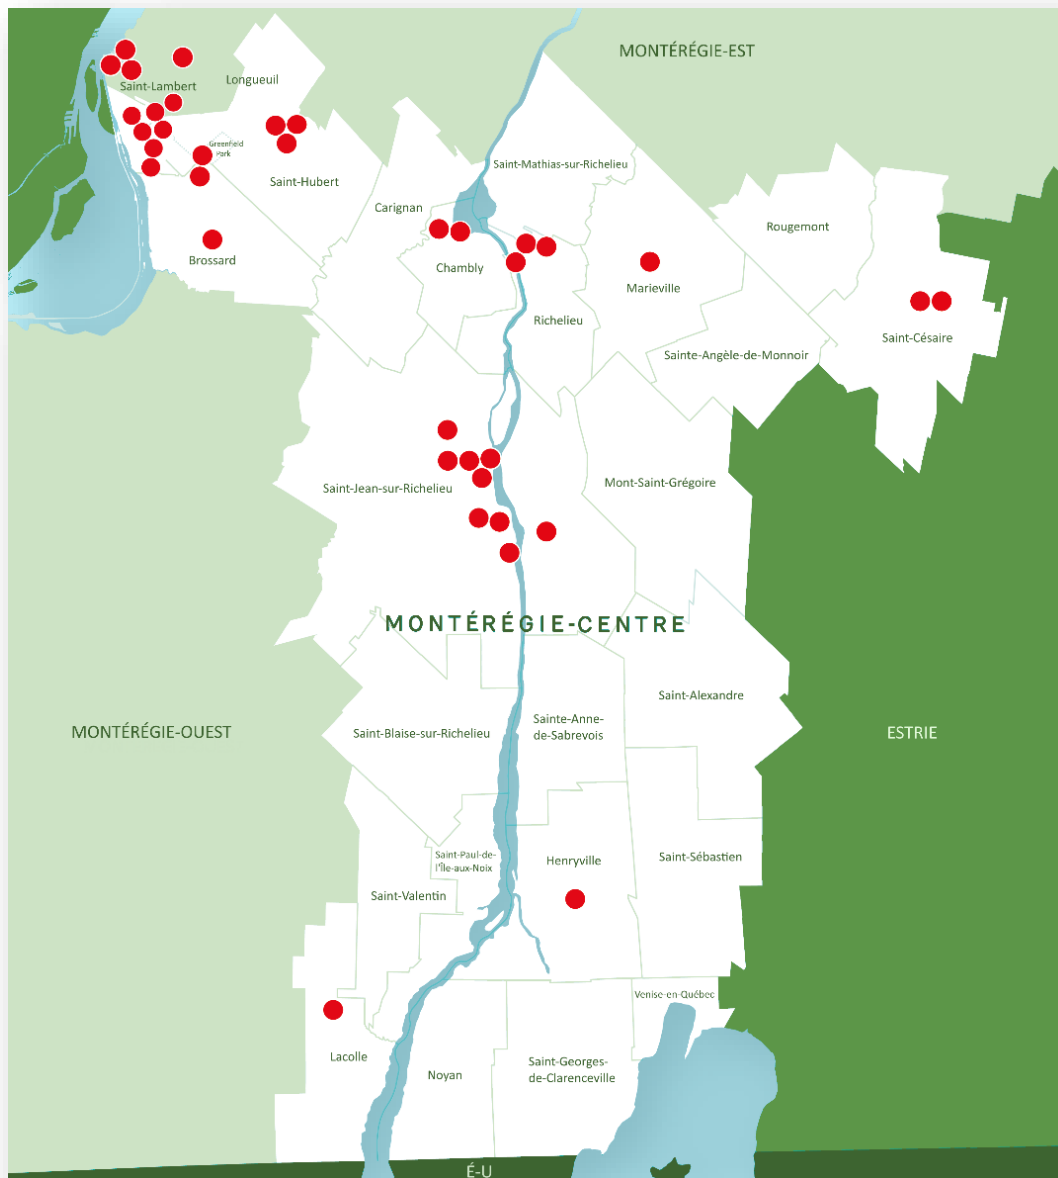 MONTÉRÉGIE-EST
Longueuil
Saint-Lambert
Greenfield
Park
Saint-Hubert
Saint-Mathias-sur-Richelieu
Carignan
Rougemont
Brossard
Chambly
Marieville
Richelieu
Saint-Césaire
Sainte-Angèle-de-Monnoir
Saint-Jean-sur-Richelieu
Mont-Saint-Grégoire
MONTÉRÉGIE-CENTRE
Saint-Alexandre
MONTÉRÉGIE-OUEST
Saint-Blaise-sur-Richelieu
Sainte-Anne-
de-Sabrevois
ESTRIE
Saint-Paul-de-
l'Île-aux-Noix
Henryville
Saint-Sébastien
Saint-Valentin
Venise-en-Québec
Lacolle
Noyan
Saint-Georges-
de-Clarenceville
É-U